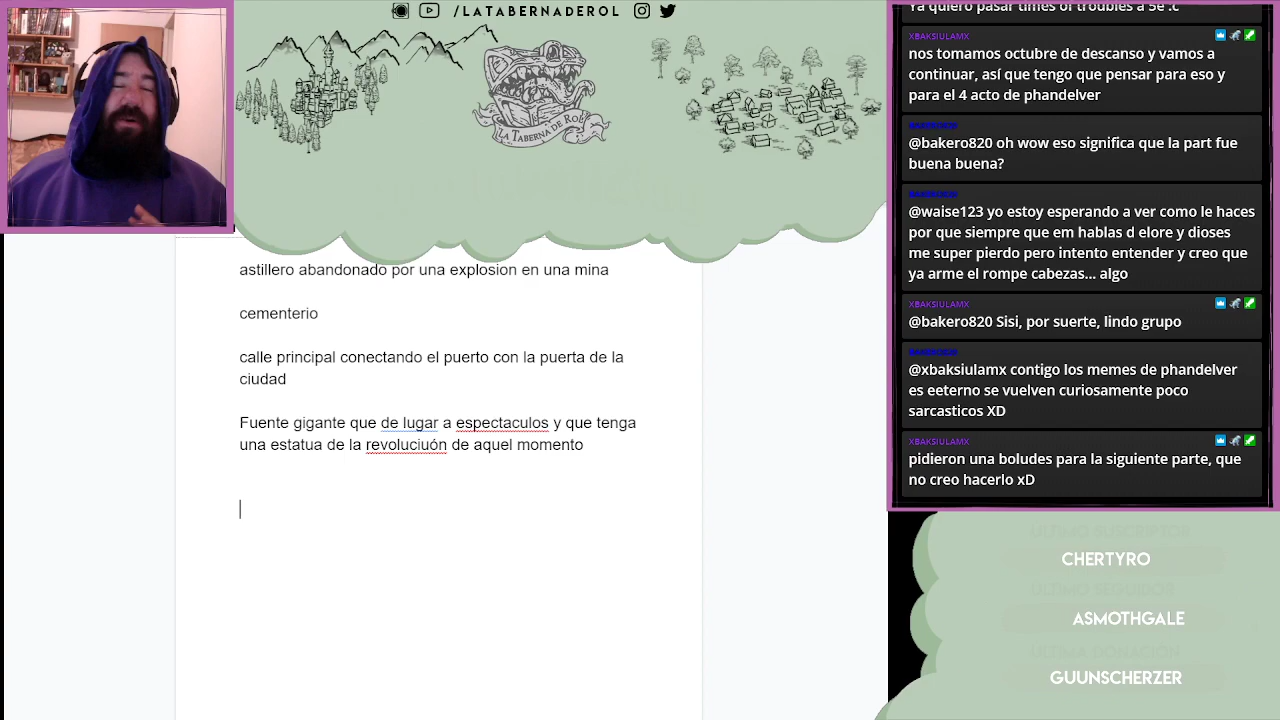 /LATABERNADEROL
LA TABERNA DE ROL
astillero abandonado por una explosion en una mina
cementerio
calle principal conectando el puerto con la puerta de la
ciudad
Fuente gigante que de lugar a espectaculos y que tenga
una estatua de la revoluciuón de aquel momento
Ya quiero pasar times of troubles a 5e :c
XBAKSIULAMX
nos tomamos octubre de descanso y vamos a
continuar, así que tengo que pensar para eso y
para el 4 acto de phandelver
@bakero820 oh wow eso significa que la part fue
buena buena?
@waise123 yo estoy esperando a ver como le haces
por que siempre que em hablas d elore y dioses
me super pierdo pero intento entender y creo que
ya arme el rompe cabezas... algo
XBAKSIULAMX
@bakero820 Sisi, por suerte, lindo grupo
@xbaksiulamx contigo los memes de phandelver
es eeterno se vuelven curiosamente poco
sarcasticos XD
XBAKSIULAMX
pidieron una boludes para la siguiente parte, que
no creo hacerlo xD
ÚLTIMO SUSCRIPTOR
CHERTYRO
ÚLTIMO SEGUIDOR
ASMOTHGALE
ÚLTIMA DONACIÓN
GUUNSCHERZER